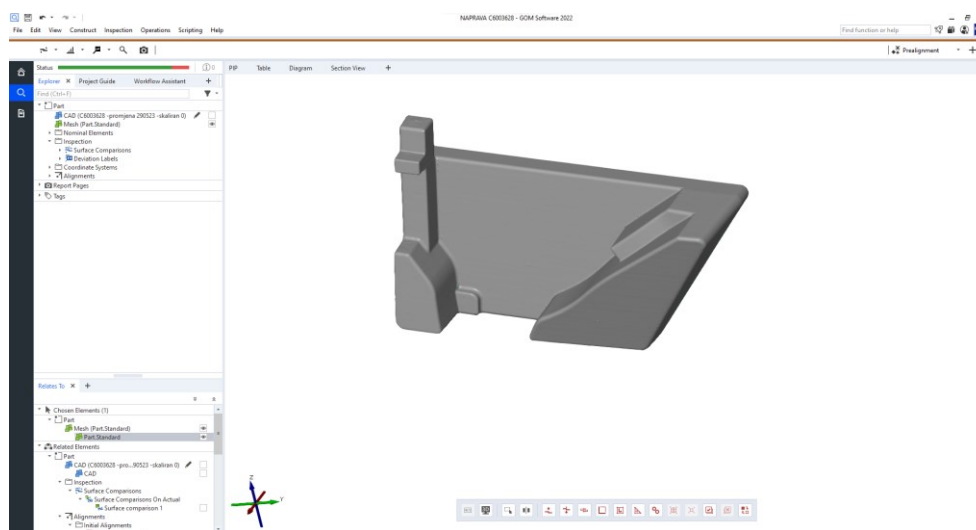 NAPRAVA C6003628 - GOM Software 2022
File Edit View Construct Inspection Operations Scripting Help
Find function or help
Prealignment
Status
0
PIP Table Diagram Section View +
Explorer × Project Guide Workflow Assistant +
Find (Ctrl+F)
Part
CAD (C6003628 -promjena 290523 -skaliran 0)
Mesh (Part.Standard)
Nominal Elements
Inspection
Surface Comparisons
Deviation Labels
Coordinate Systems
Alignments
Report Pages
Tags
Relates To × +
Chosen Elements (1)
Part
Mesh (Part.Standard)
Part.Standard
Related Elements
Part
CAD (C6003628 -pro...90523 -skaliran 0)
CAD
Inspection
Surface Comparisons
Surface Comparisons On Actual
Surface comparison 1
Alignments
Initial Alignments
Z
Y